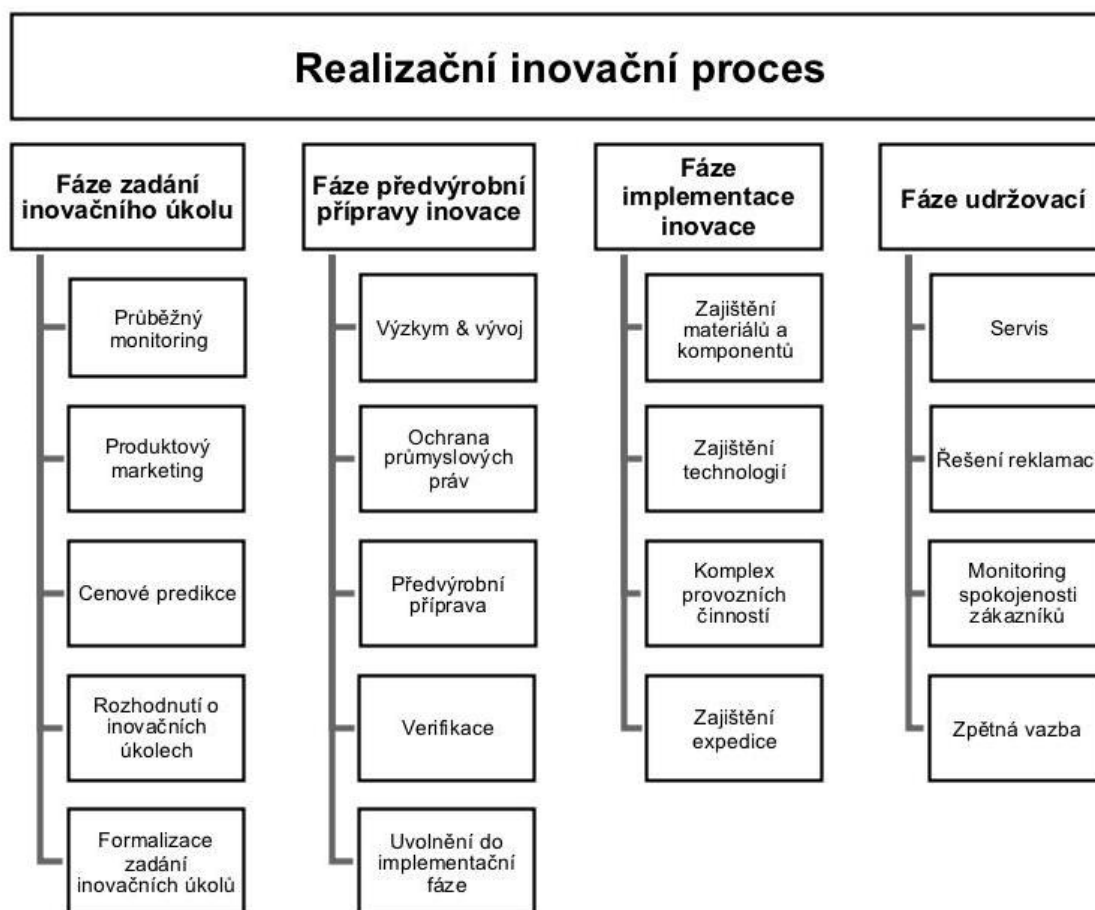 Realizační inovační proces
Fáze zadání
inovačního úkolu
Průběžný
monitoring
Produktový
marketing
Cenové predikce
Rozhodnutí o
inovačních
úkolech
Formalizace
zadání
inovačních úkolů
Fáze předvýrobní
přípravy inovace
Výzkym & vývoj
Ochrana
průmyslových
práv
Předvýrobní
příprava
Verifikace
Uvolnění do
implementační
fáze
Fáze
implementace
inovace
Zajištění
materiálů a
komponentů
Zajištění
technologií
Komplex
provozních
činností
Zajištění
expedice
Fáze udržovací
Servis
Řešení reklamac
Monitoring
spokojenosti
zákazníků
Zpětná vazba